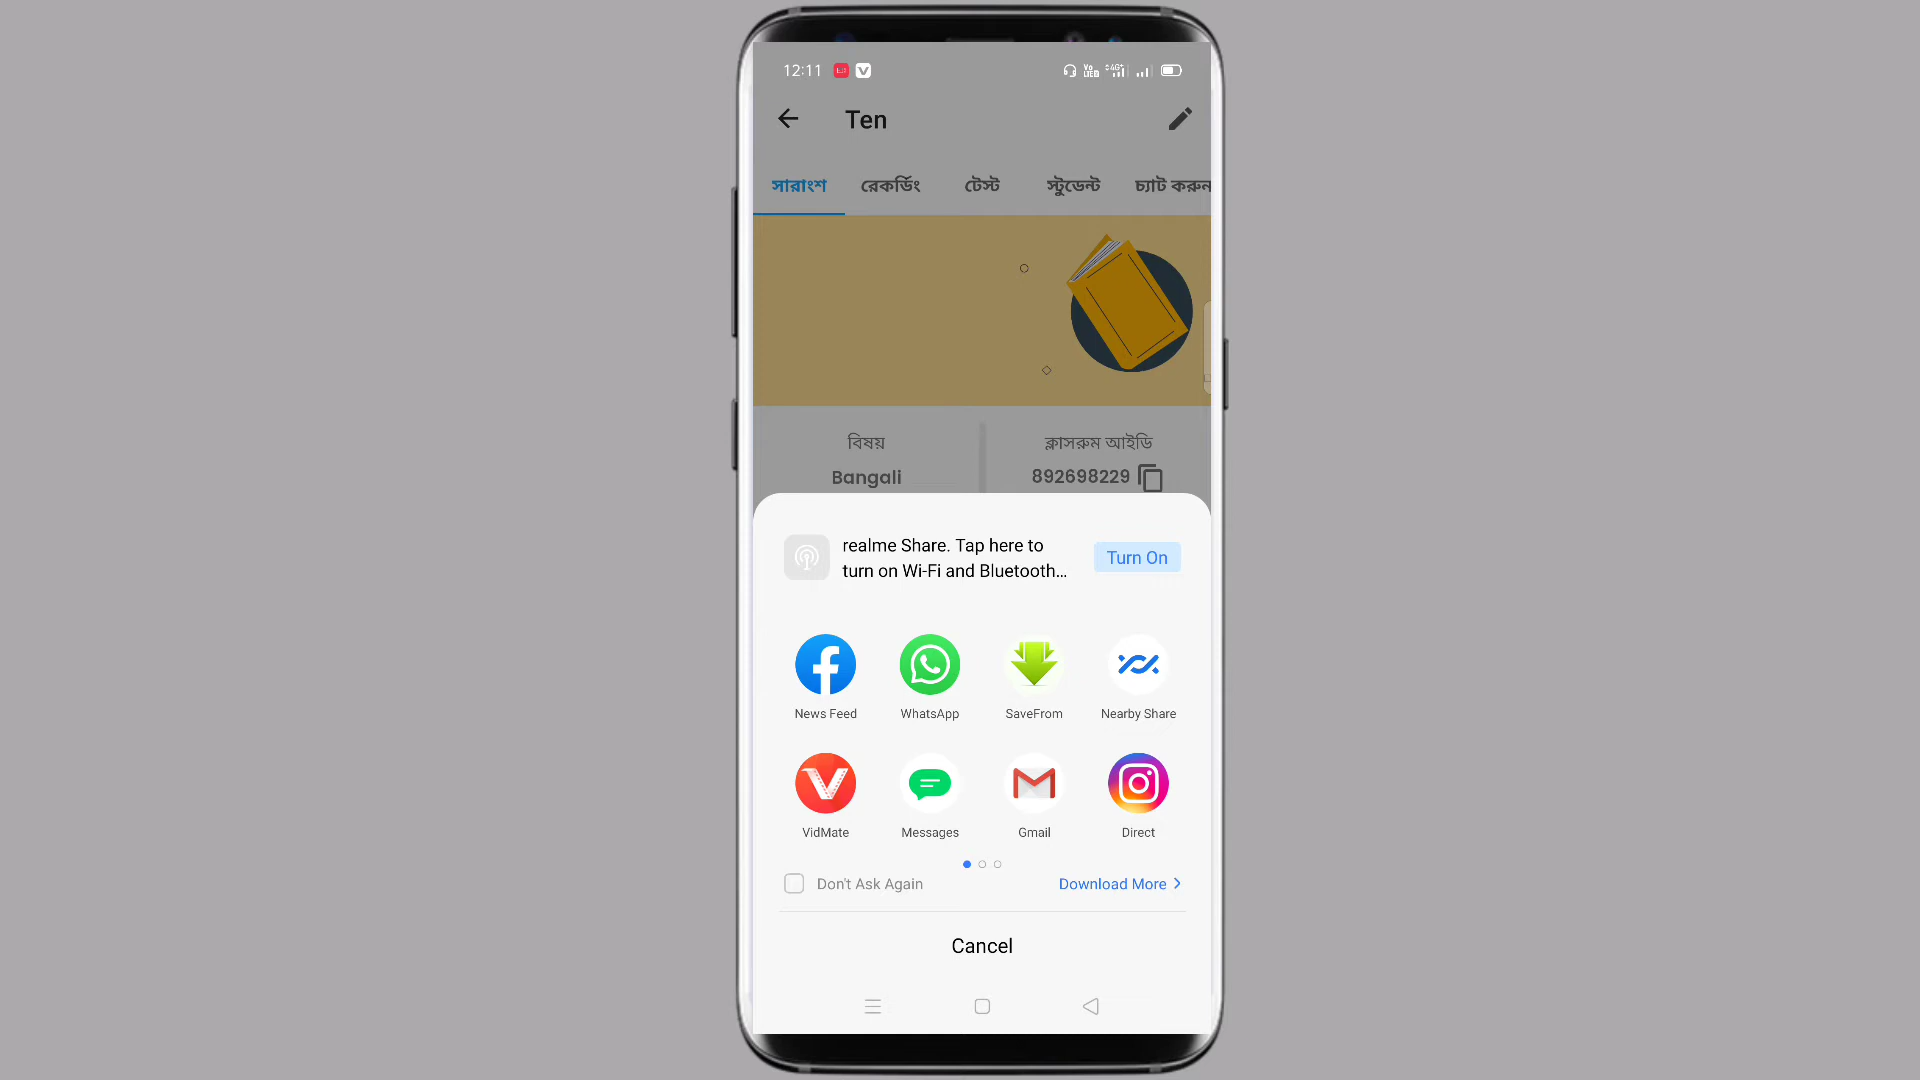 12:11
Ten
সারাংশ রেকর্ডিং টেস্ট স্টুডেন্ট চ্যাট করুন
বিষয় ক্লাসরুম আইডি
Bangali 892698229
realme Share. Tap here to
turn on Wi-Fi and Bluetooth...
Turn On
News Feed WhatsApp SaveFrom Nearby Share
VidMate Messages Gmail Direct
Don't Ask Again Download More
Cancel